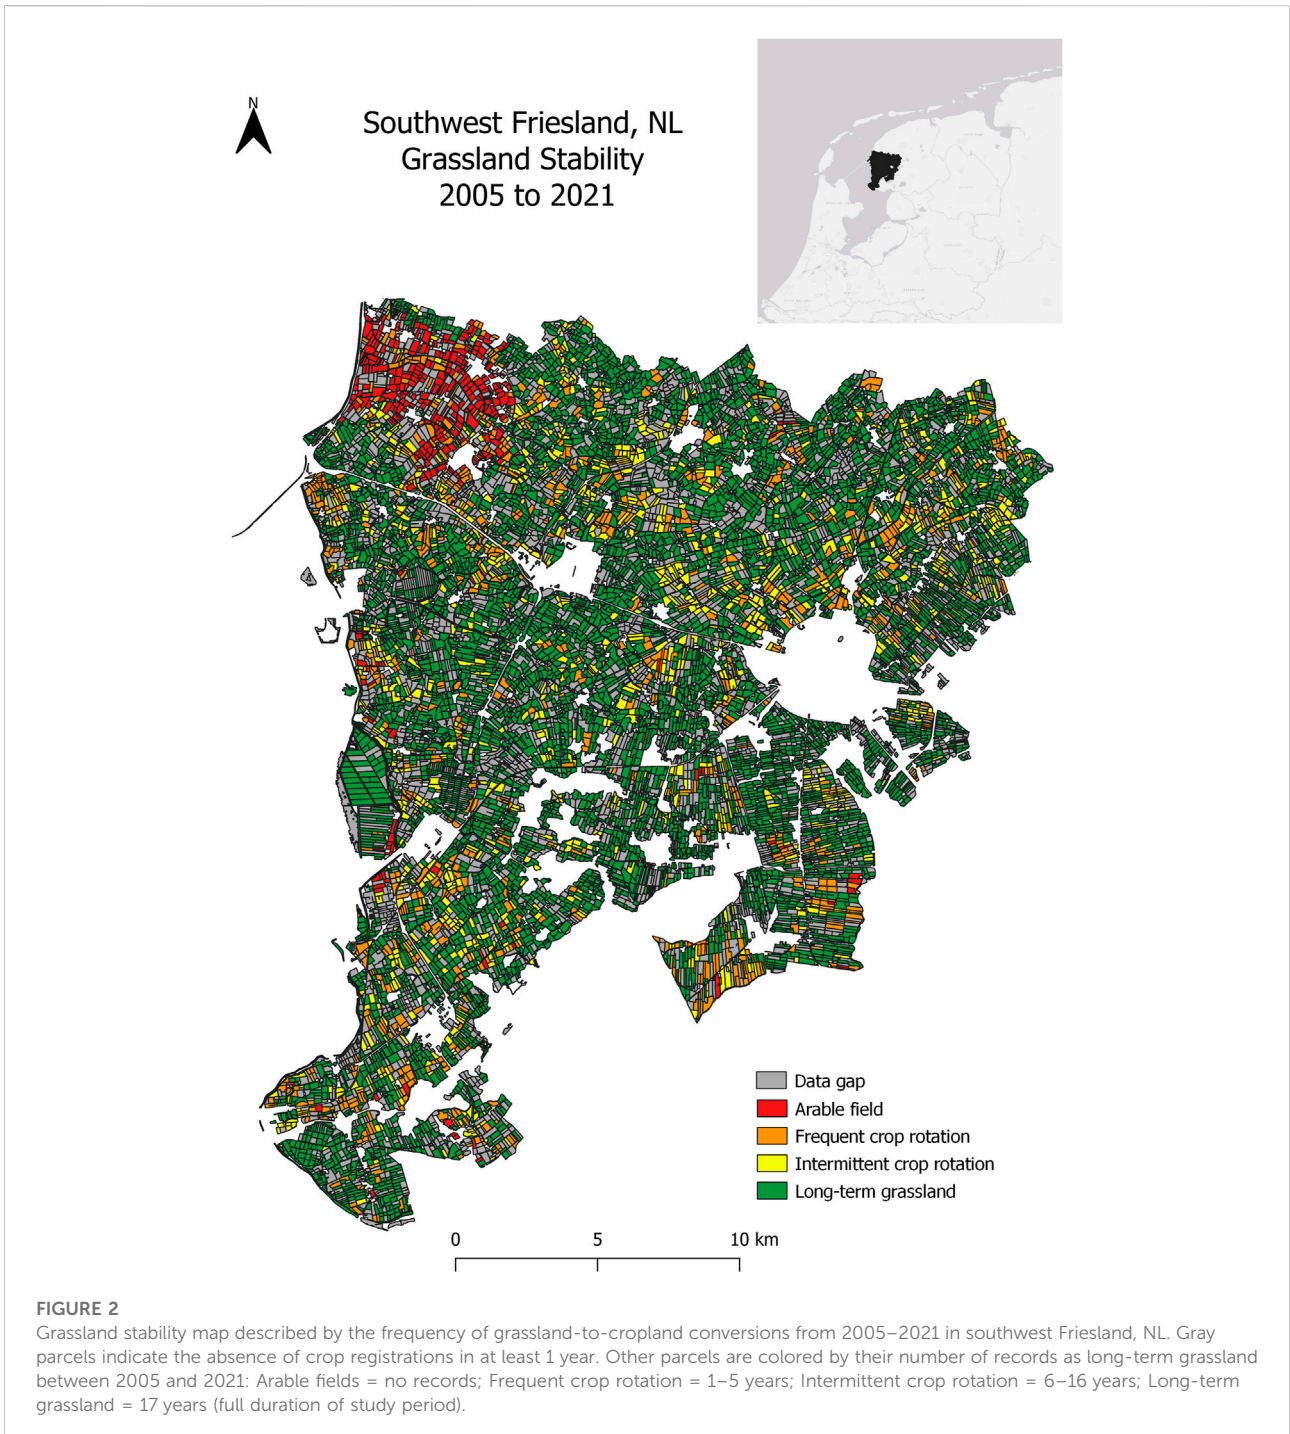 N
Southwest Friesland, NL
Grassland Stability
2005 to 2021
Data gap
Arable field
Frequent crop rotation
Intermittent crop rotation
Long-term grassland
0 5 10 km
FIGURE 2
Grassland stability map described by the frequency of grassland-to-cropland conversions from 2005–2021 in southwest Friesland, NL. Gray
parcels indicate the absence of crop registrations in at least 1 year. Other parcels are colored by their number of records as long-term grassland
between 2005 and 2021: Arable fields = no records; Frequent crop rotation = 1–5 years; Intermittent crop rotation = 6–16 years; Long-term
grassland = 17 years (full duration of study period).